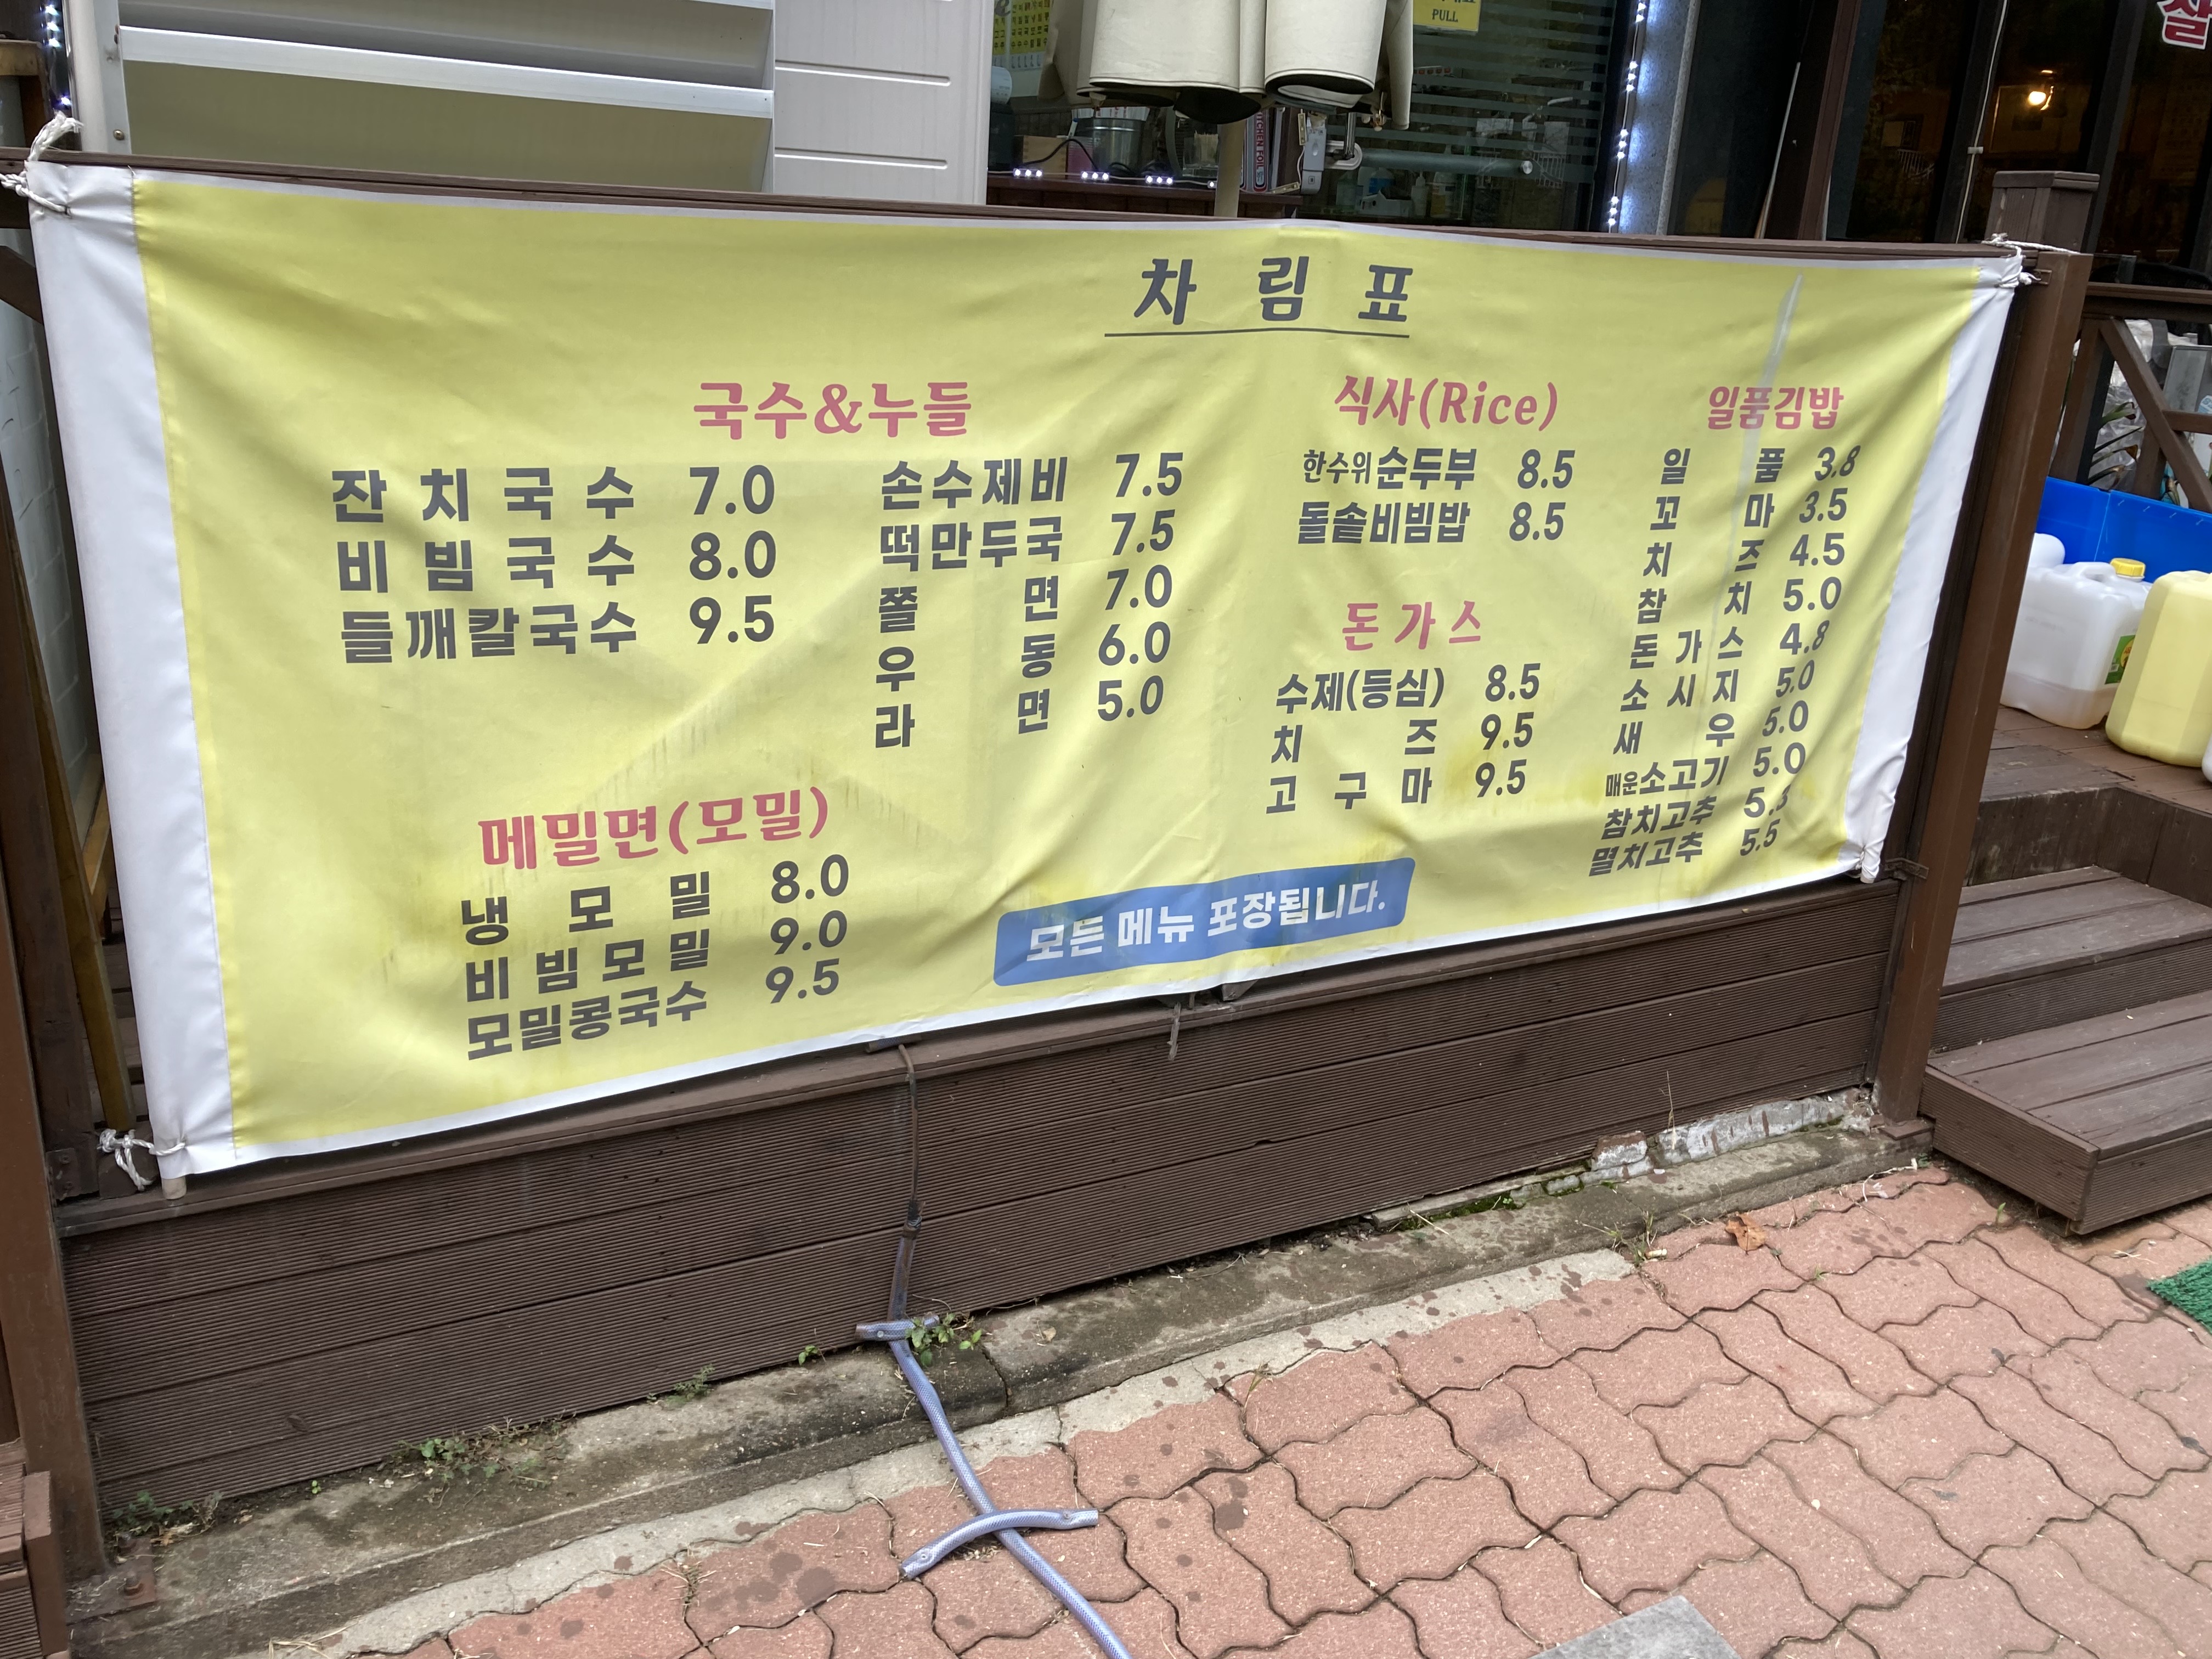 PULL
차림표
국수&누들
잔치국수 7.0
비빔국수 8.0
들깨칼국수 9.5
손수제비 7.5
떡만두국 7.5
쫄면 7.0
우동 6.0
라면 5.0
메밀면(모밀)
냉모밀 8.0
비빔모밀 9.0
모밀콩국수 9.5
식사(Rice)
한수위순두부 8.5
돌솥비빔밥 8.5
돈가스
수제(등심) 8.5
치즈 9.5
고구마 9.5
일품김밥
일품 3.8
꼬마 3.5
치즈 4.5
참치 5.0
돈가스 4.8
소시지 5.0
새우 5.0
매운소고기 5.0
참치고추
멸치고추 5.5
모든 메뉴 포장됩니다.